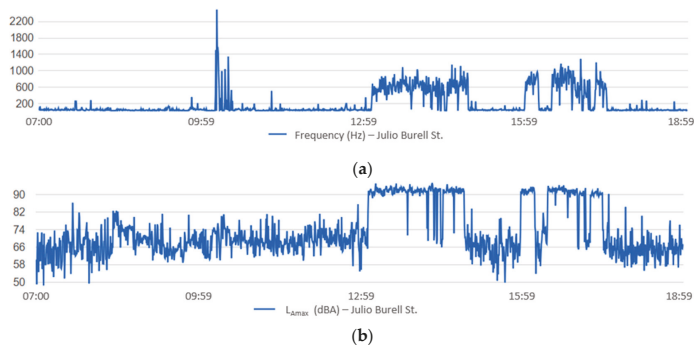 2200
1800
1400
1000
600
200
07:00 09:59 12:59 15:59 18:59
Frequency (Hz) – Julio Burell St.
(a)
90
82
74
66
58
50
07:00 09:59 12:59 15:59 18:59
LAmax (dBA) – Julio Burell St.
(b)